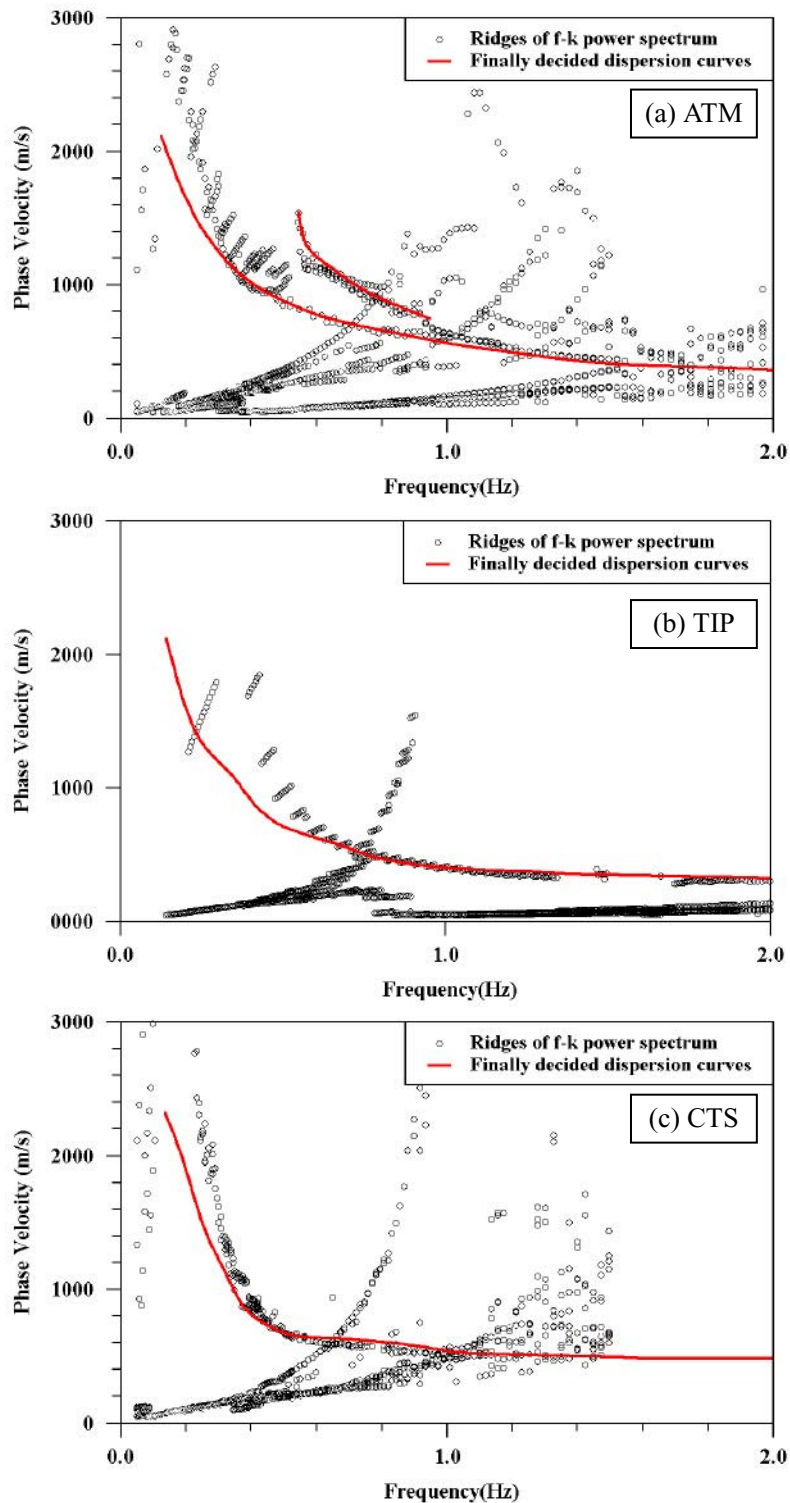 3000
2000
1000
0
Phase Velocity (m/s)
Ridges of f-k power spectrum
Finally decided dispersion curves
(a) ATM
0.0
1.0
2.0
Frequency(Hz)
3000
2000
1000
0000
Phase Velocity (m/s)
Ridges of f-k power spectrum
Finally decided dispersion curves
(b) TIP
0.0
1.0
2.0
Frequency(Hz)
3000
2000
1000
0
Phase Velocity (m/s)
Ridges of f-k power spectrum
Finally decided dispersion curves
(c) CTS
0.0
1.0
2.0
Frequency(Hz)